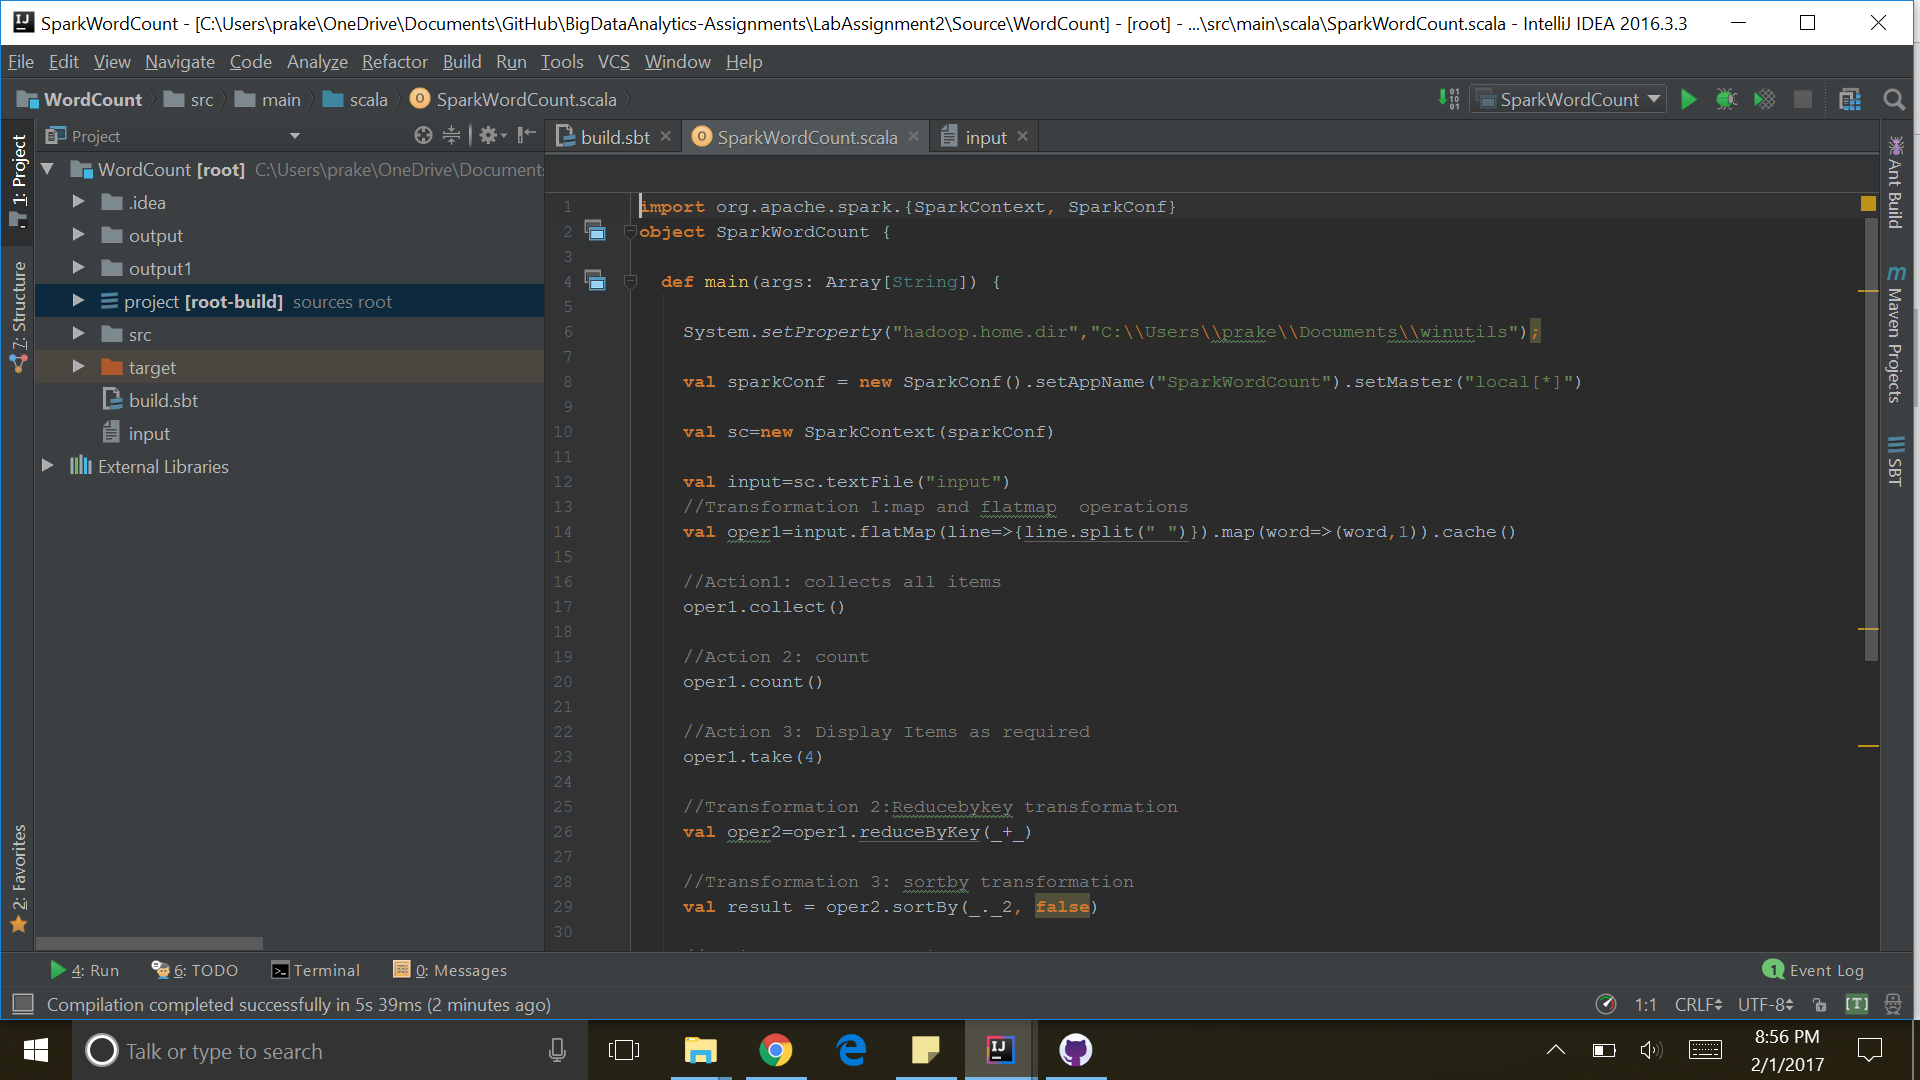 SparkWordCount - [C:\Users\prake\OneDrive\Documents\GitHub\BigDataAnalytics-Assignments\LabAssignment2\Source\WordCount] - [root] - ...\src\main\scala\SparkWordCount.scala - IntelliJ IDEA 2016.3.3
File Edit View Navigate Code Analyze Refactor Build Run Tools VCS Window Help
WordCount src main scala SparkWordCount.scala SparkWordCount
Project
build.sbt SparkWordCount.scala input
1: Project
7: Structure
2: Favorites
WordCount [root] C:\Users\prake\OneDrive\Document
.idea
output
output1
project [root-build] sources root
src
target
build.sbt
input
External Libraries
1 import org.apache.spark.{SparkContext, SparkConf}
2 object SparkWordCount {
3
4 def main(args: Array[String]) {
5
6 System.setProperty("hadoop.home.dir","C:\\Users\\prake\\Documents\\winutils");
7
8 val sparkConf = new SparkConf().setAppName("SparkWordCount").setMaster("local[*]")
9
10 val sc=new SparkContext(sparkConf)
11
12 val input=sc.textFile("input")
13 //Transformation 1:map and flatmap  operations
14 val oper1=input.flatMap(line=>{line.split(" ")}).map(word=>(word,1)).cache()
15
16 //Action1: collects all items
17 oper1.collect()
18
19 //Action 2: count
20 oper1.count()
21
22 //Action 3: Display Items as required
23 oper1.take(4)
24
25 //Transformation 2:Reducebykey transformation
26 val oper2=oper1.reduceByKey(_+_)
27
28 //Transformation 3: sortby transformation
29 val result = oper2.sortBy(_._2, false)
30
Ant Build
Maven Projects
SBT
4: Run 6: TODO Terminal 0: Messages 1 Event Log
Compilation completed successfully in 5s 39ms (2 minutes ago) 1:1 CRLF UTF-8 [T]
Talk or type to search
8:56 PM
2/1/2017